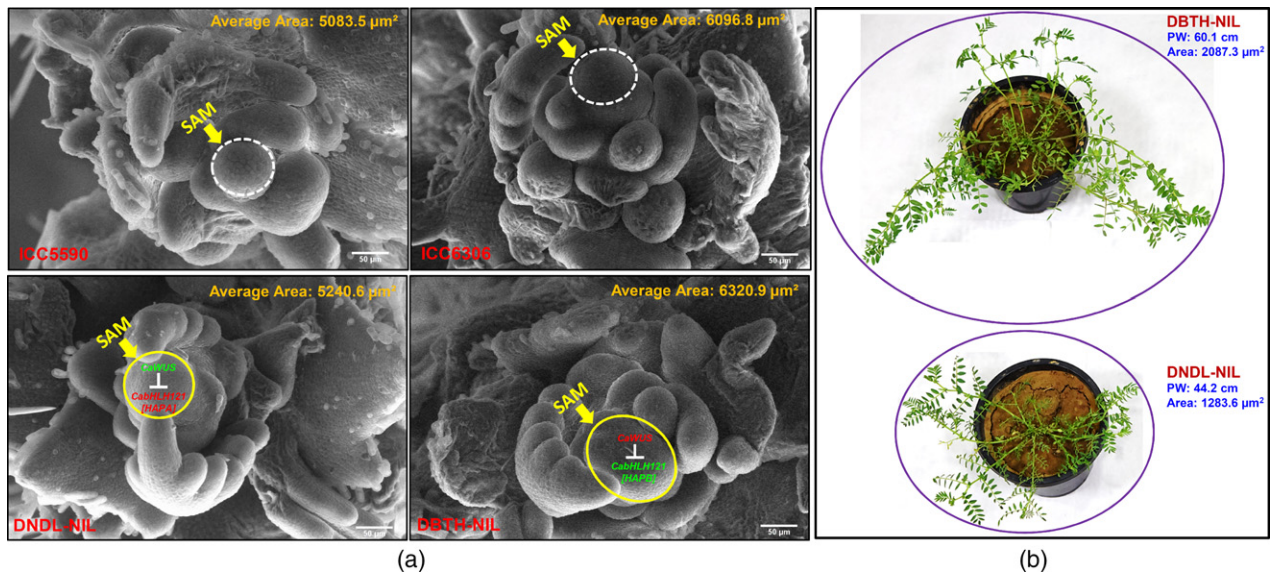 Average Area: 5083.5 µm²
SAM
ICC5590
50 µm
Average Area: 6096.8 µm²
SAM
ICC6306
50 µm
Average Area: 5240.6 µm²
SAM
CaWUS
CabHLH121
[HAPA]
DNDL-NIL
50 µm
Average Area: 6320.9 µm²
SAM
CaWUS
CabHLH121
[HAPB]
DBTH-NIL
50 µm
(a)
DBTH-NIL
PW: 60.1 cm
Area: 2087.3 µm²
DNDL-NIL
PW: 44.2 cm
Area: 1283.6 µm²
(b)